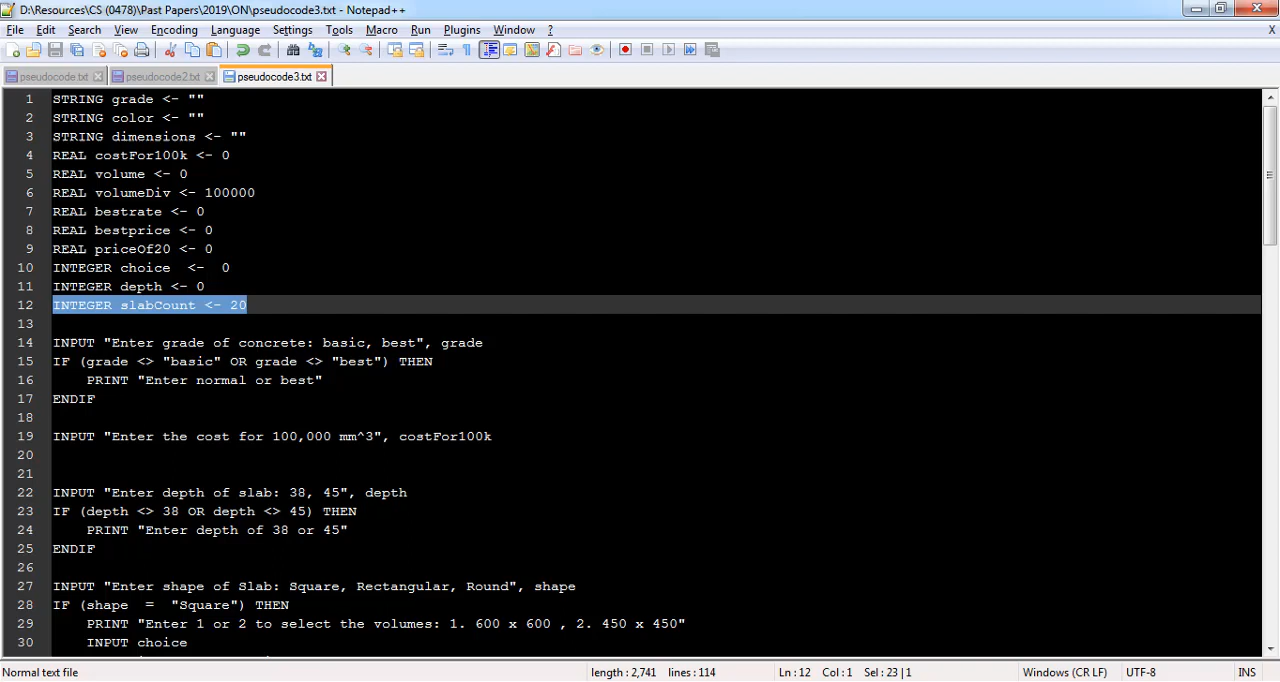 D:\Resources\CS (0478)\Past Papers\2019\ON\pseudocode3.txt - Notepad++
File Edit Search View Encoding Language Settings Tools Macro Run Plugins Window ? X
pseudocode.txt pseudocode2.txt pseudocode3.txt
1 STRING grade <- ""
2 STRING color <- ""
3 STRING dimensions <- ""
4 REAL costFor100k <- 0
5 REAL volume <- 0
6 REAL volumeDiv <- 100000
7 REAL bestrate <- 0
8 REAL bestprice <- 0
9 REAL priceOf20 <- 0
10 INTEGER choice  <-  0
11 INTEGER depth <- 0
12 INTEGER slabCount <- 20
13
14 INPUT "Enter grade of concrete: basic, best", grade
15 IF (grade <> "basic" OR grade <> "best") THEN
16     PRINT "Enter normal or best"
17 ENDIF
18
19 INPUT "Enter the cost for 100,000 mm^3", costFor100k
20
21
22 INPUT "Enter depth of slab: 38, 45", depth
23 IF (depth <> 38 OR depth <> 45) THEN
24     PRINT "Enter depth of 38 or 45"
25 ENDIF
26
27 INPUT "Enter shape of Slab: Square, Rectangular, Round", shape
28 IF (shape  =  "Square") THEN
29     PRINT "Enter 1 or 2 to select the volumes: 1. 600 x 600 , 2. 450 x 450"
30     INPUT choice
Normal text file length : 2,741 lines : 114 Ln : 12 Col : 1 Sel : 23 | 1 Windows (CR LF) UTF-8 INS